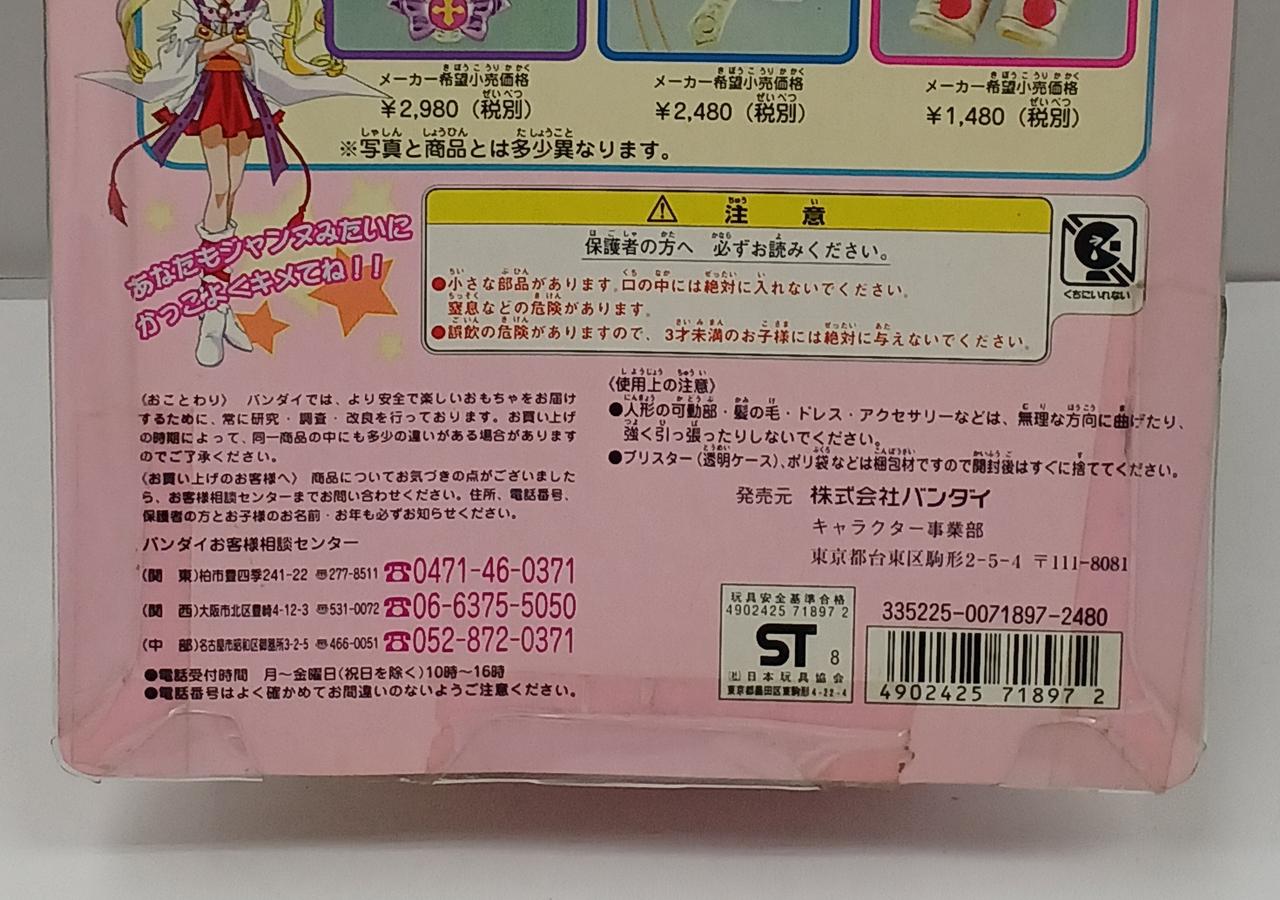 メーカー希望小売価格
¥2,980（税別）
メーカー希望小売価格
¥2,480（税別）
メーカー希望小売価格
¥1,480（税別）
※写真と商品とは多少異なります。
あなたもジャンヌみたいに
かっこよくキメてね!!
⚠ 注 意
保護者の方へ 必ずお読みください。
●小さな部品があります。口の中には絶対に入れないでください。
窒息などの危険があります。
●誤飲の危険がありますので、3才未満のお子様には絶対に与えないでください。
くちにいれない
〈おことわり〉 バンダイでは、より安全で楽しいおもちゃをお届け
するために、常に研究・調査・改良を行っております。お買い上げ
の時期によって、同一商品の中にも多少の違いがある場合があります
のでご了承ください。
〈お買い上げのお客様へ〉 商品についてお気づきの点がございました
ら、お客様相談センターまでお問い合わせください。住所、電話番号、
保護者の方とお子様のお名前・お年も必ずお知らせください。
バンダイお客様相談センター
(関 東)柏市豊四季241-22 〠277-8511 ☎0471-46-0371
(関 西)大阪市北区豊崎4-12-3 〠531-0072 ☎06-6375-5050
(中 部)名古屋市昭和区御器所3-2-5 〠466-0051 ☎052-872-0371
●電話受付時間 月～金曜日(祝日を除く)10時～16時
●電話番号はよく確かめてお間違いのないようご注意ください。
〈使用上の注意〉
●人形の可動部・髪の毛・ドレス・アクセサリーなどは、無理な方向に曲げたり、
強く引っ張ったりしないでください。
●ブリスター(透明ケース)、ポリ袋などは梱包材ですので開封後はすぐに捨ててください。
発売元 株式会社バンダイ
キャラクター事業部
東京都台東区駒形2-5-4 〒111-8081
玩具安全基準合格
4902425 71897 2
ST 8
(社)日本玩具協会
東京都墨田区東駒形4-22-4
335225-0071897-2480
4902425 71897 2